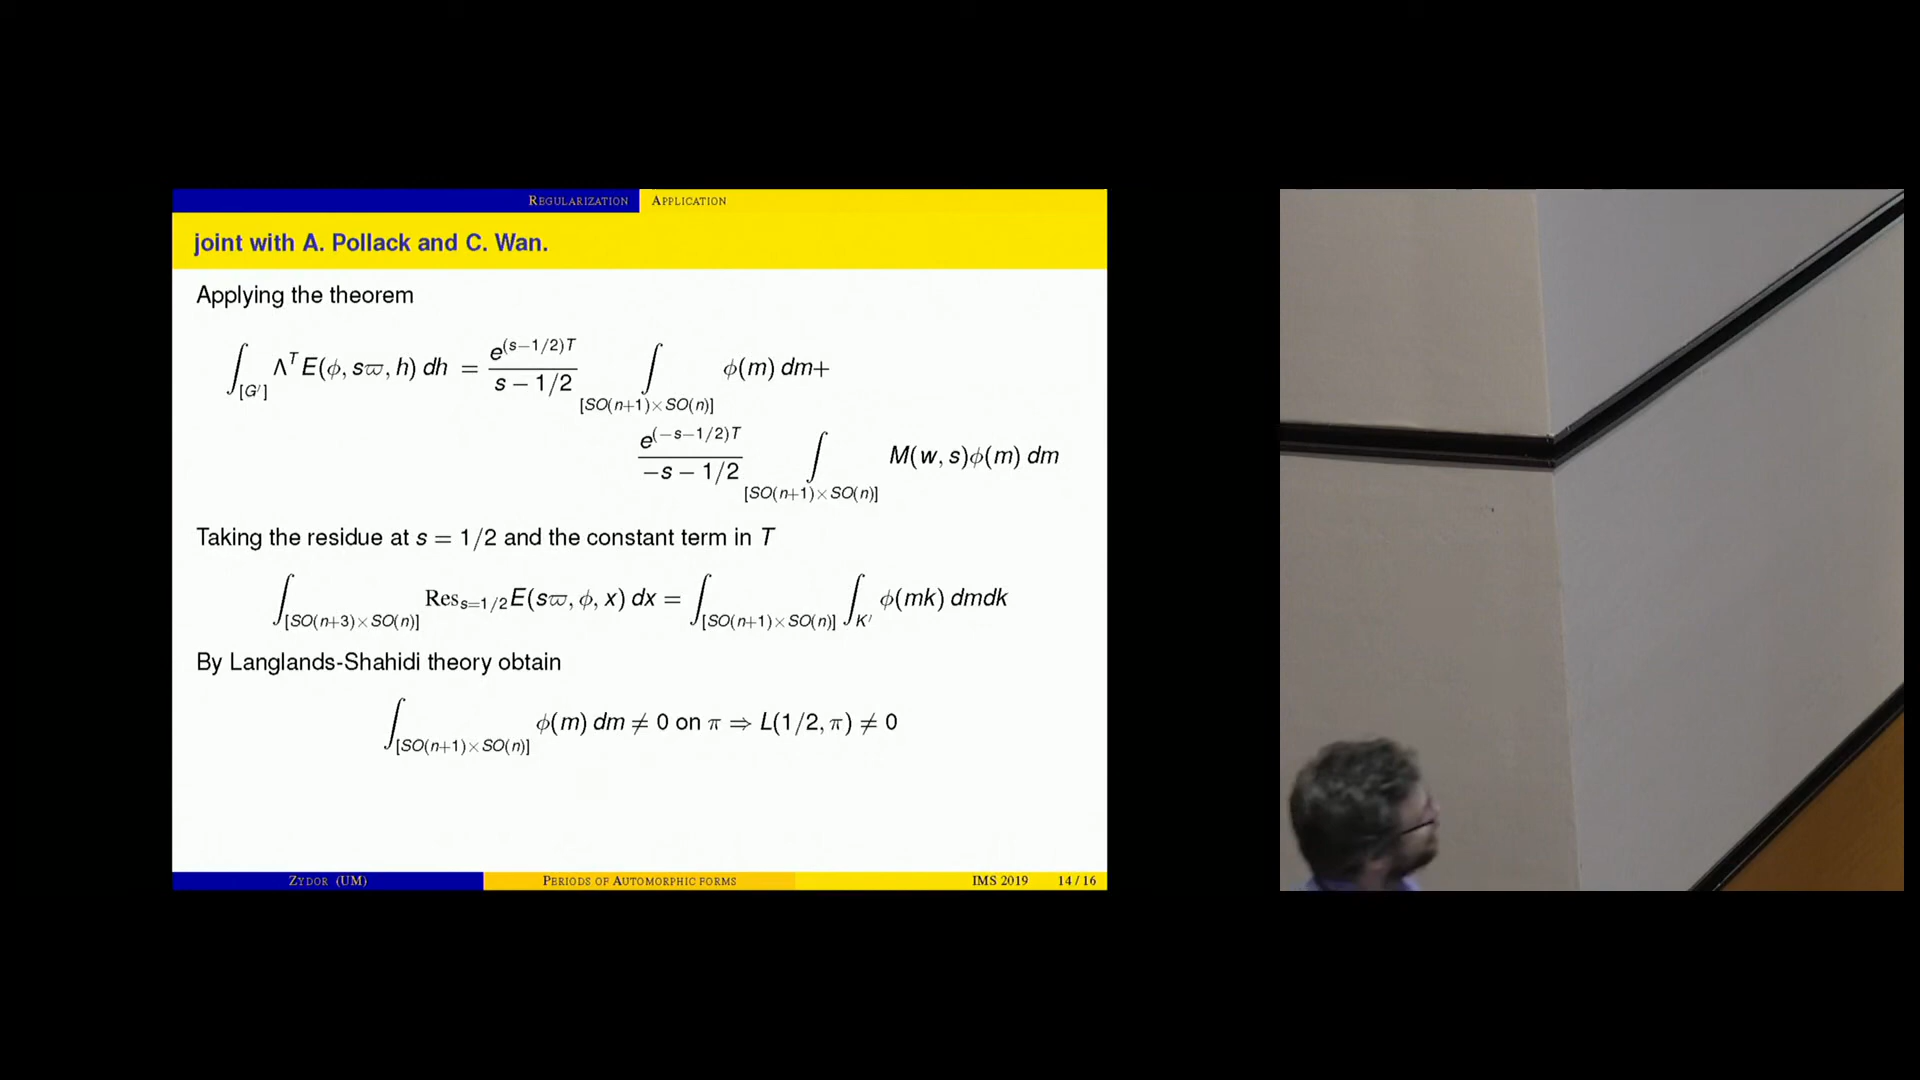 REGULARIZATION APPLICATION
joint with A. Pollack and C. Wan.
Applying the theorem
∫_{[G′]} Λ^T E(φ, sϖ, h) dh = \frac{e^{(s−1/2)T}}{s − 1/2} ∫_{[SO(n+1)×SO(n)]} φ(m) dm+
\frac{e^{(−s−1/2)T}}{−s − 1/2} ∫_{[SO(n+1)×SO(n)]} M(w, s)φ(m) dm
Taking the residue at s = 1/2 and the constant term in T
∫_{[SO(n+3)×SO(n)]} Res_{s=1/2} E(sϖ, φ, x) dx = ∫_{[SO(n+1)×SO(n)]} ∫_{K′} φ(mk) dmdk
By Langlands-Shahidi theory obtain
∫_{[SO(n+1)×SO(n)]} φ(m) dm ≠ 0 on π ⇒ L(1/2, π) ≠ 0
ZYDOR (UM) PERIODS OF AUTOMORPHIC FORMS IMS 2019 14 / 16